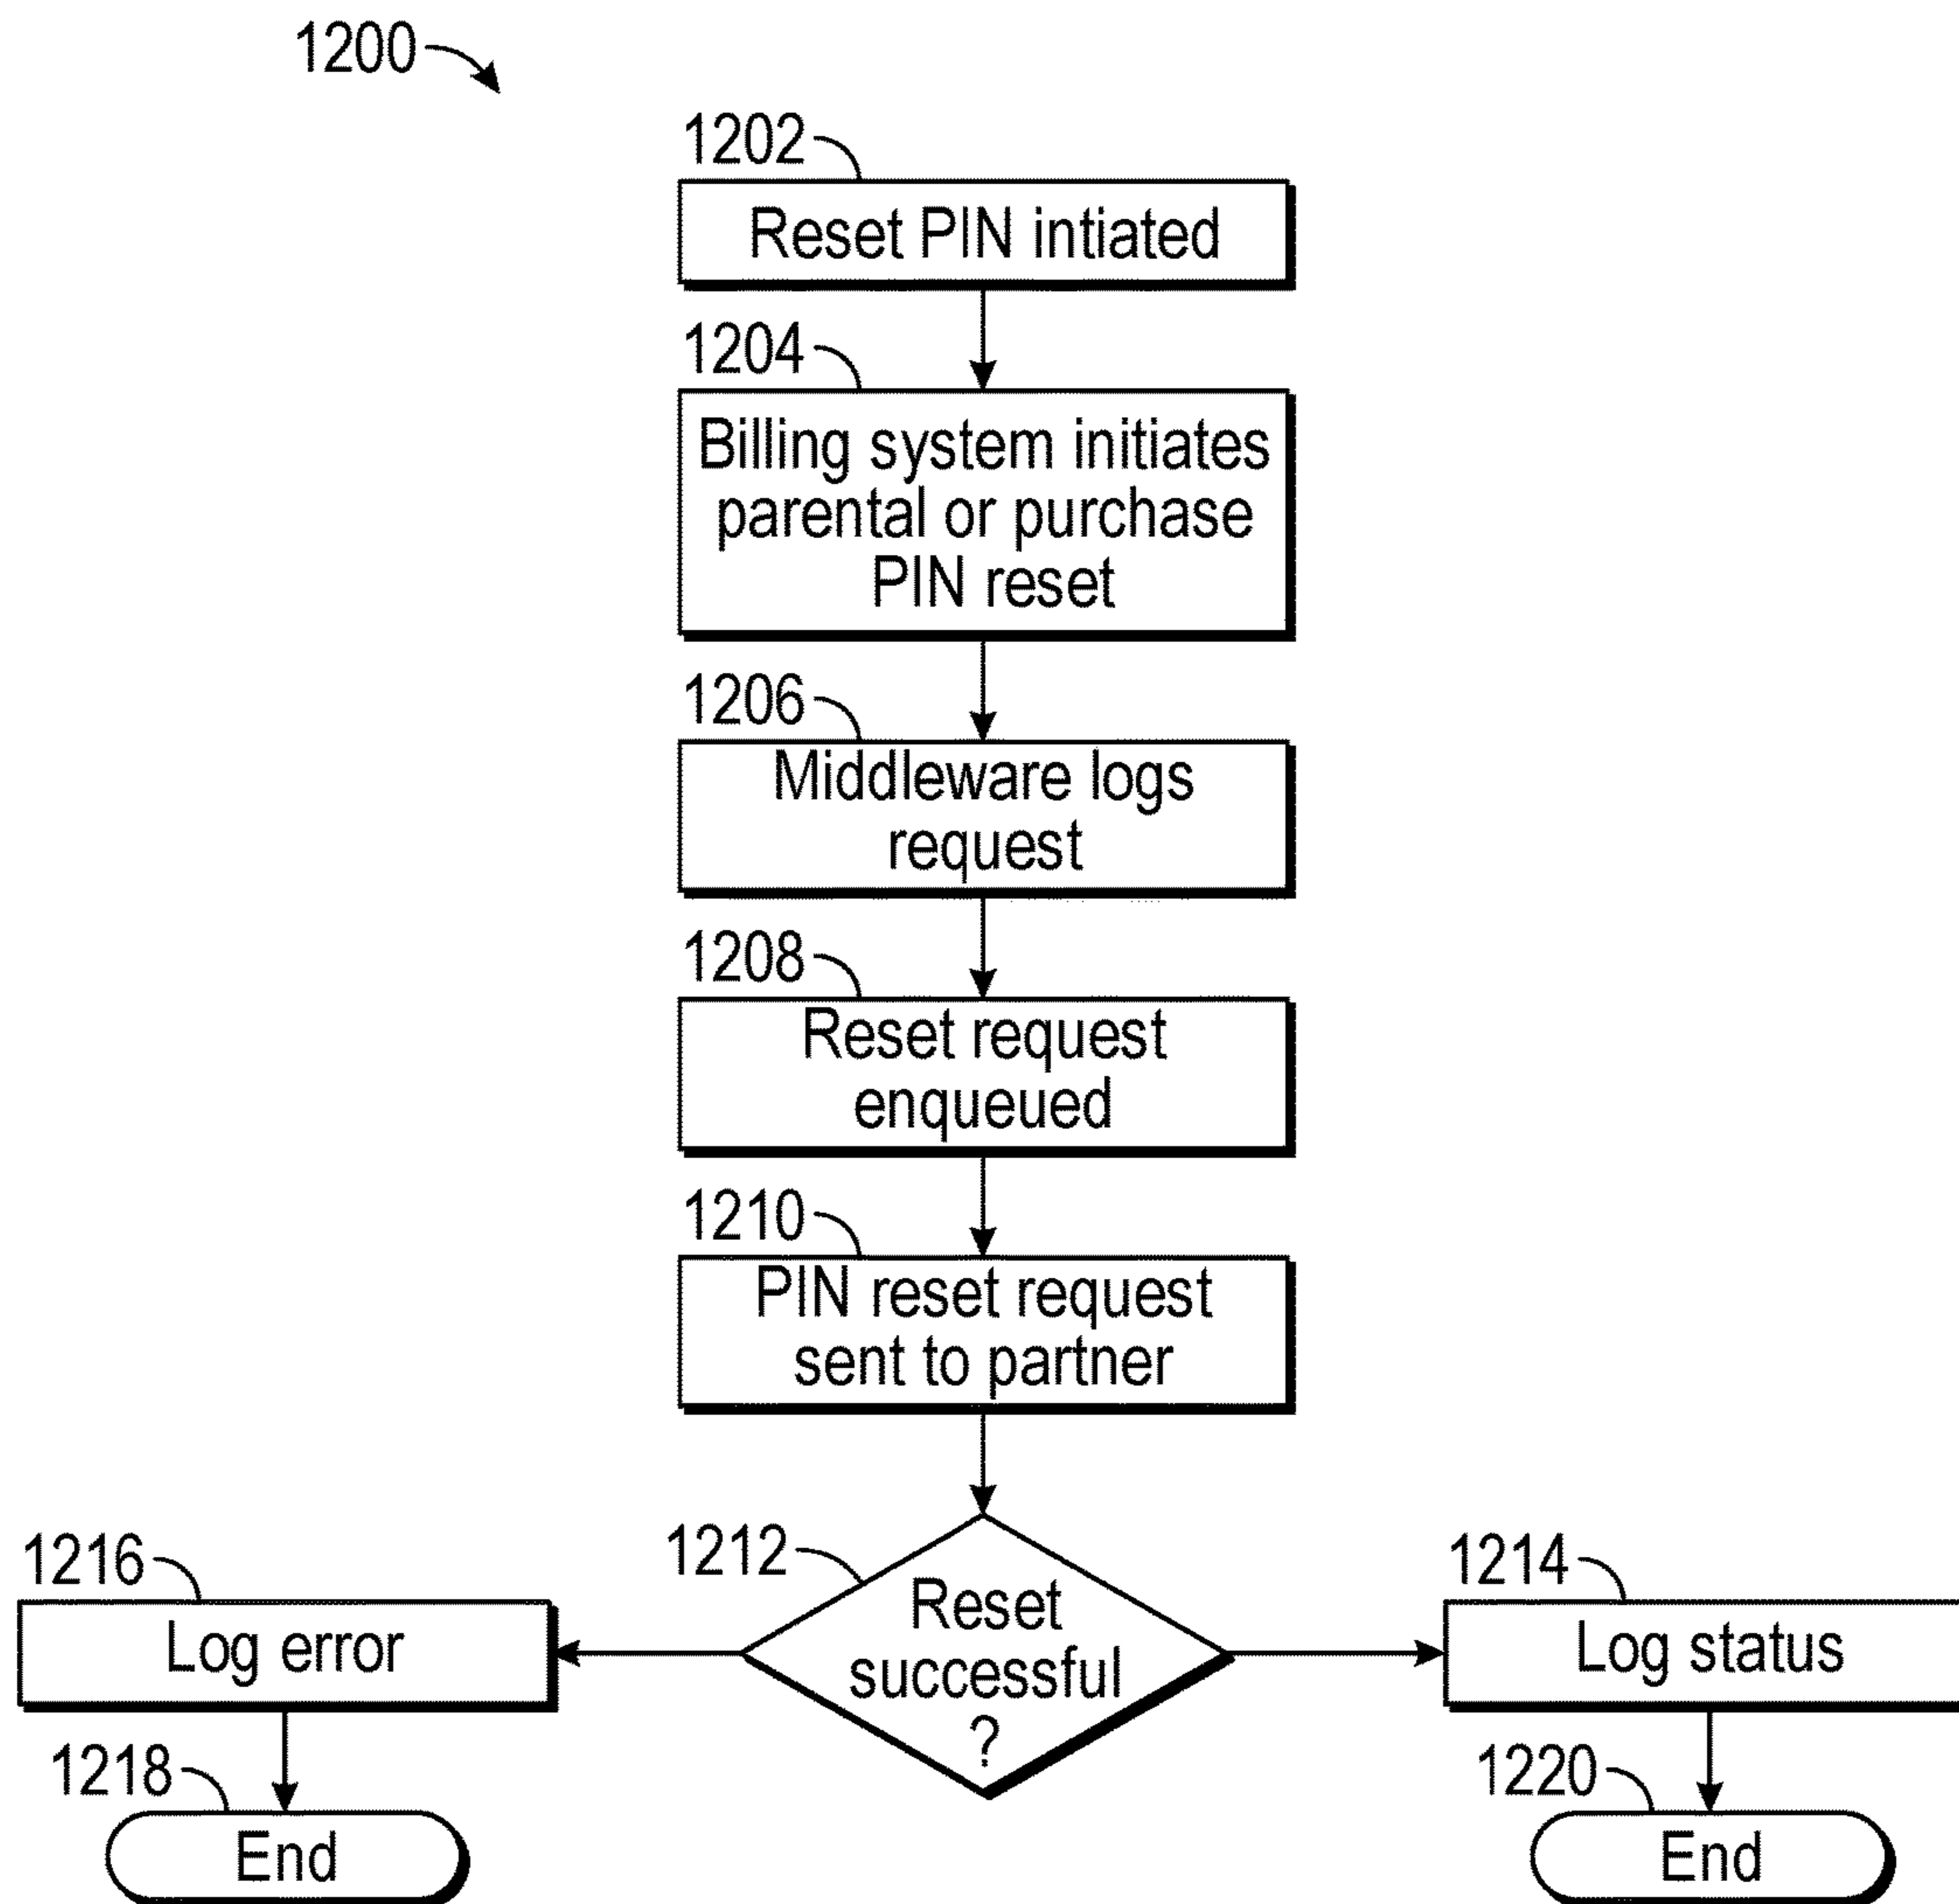 1200
1202
Reset PIN intiated
1204
Billing system initiates
parental or purchase
PIN reset
1206
Middleware logs
request
1208
Reset request
enqueued
1210
PIN reset request
sent to partner
1212
Reset
successful
?
1216
Log error
1218
End
1214
Log status
1220
End